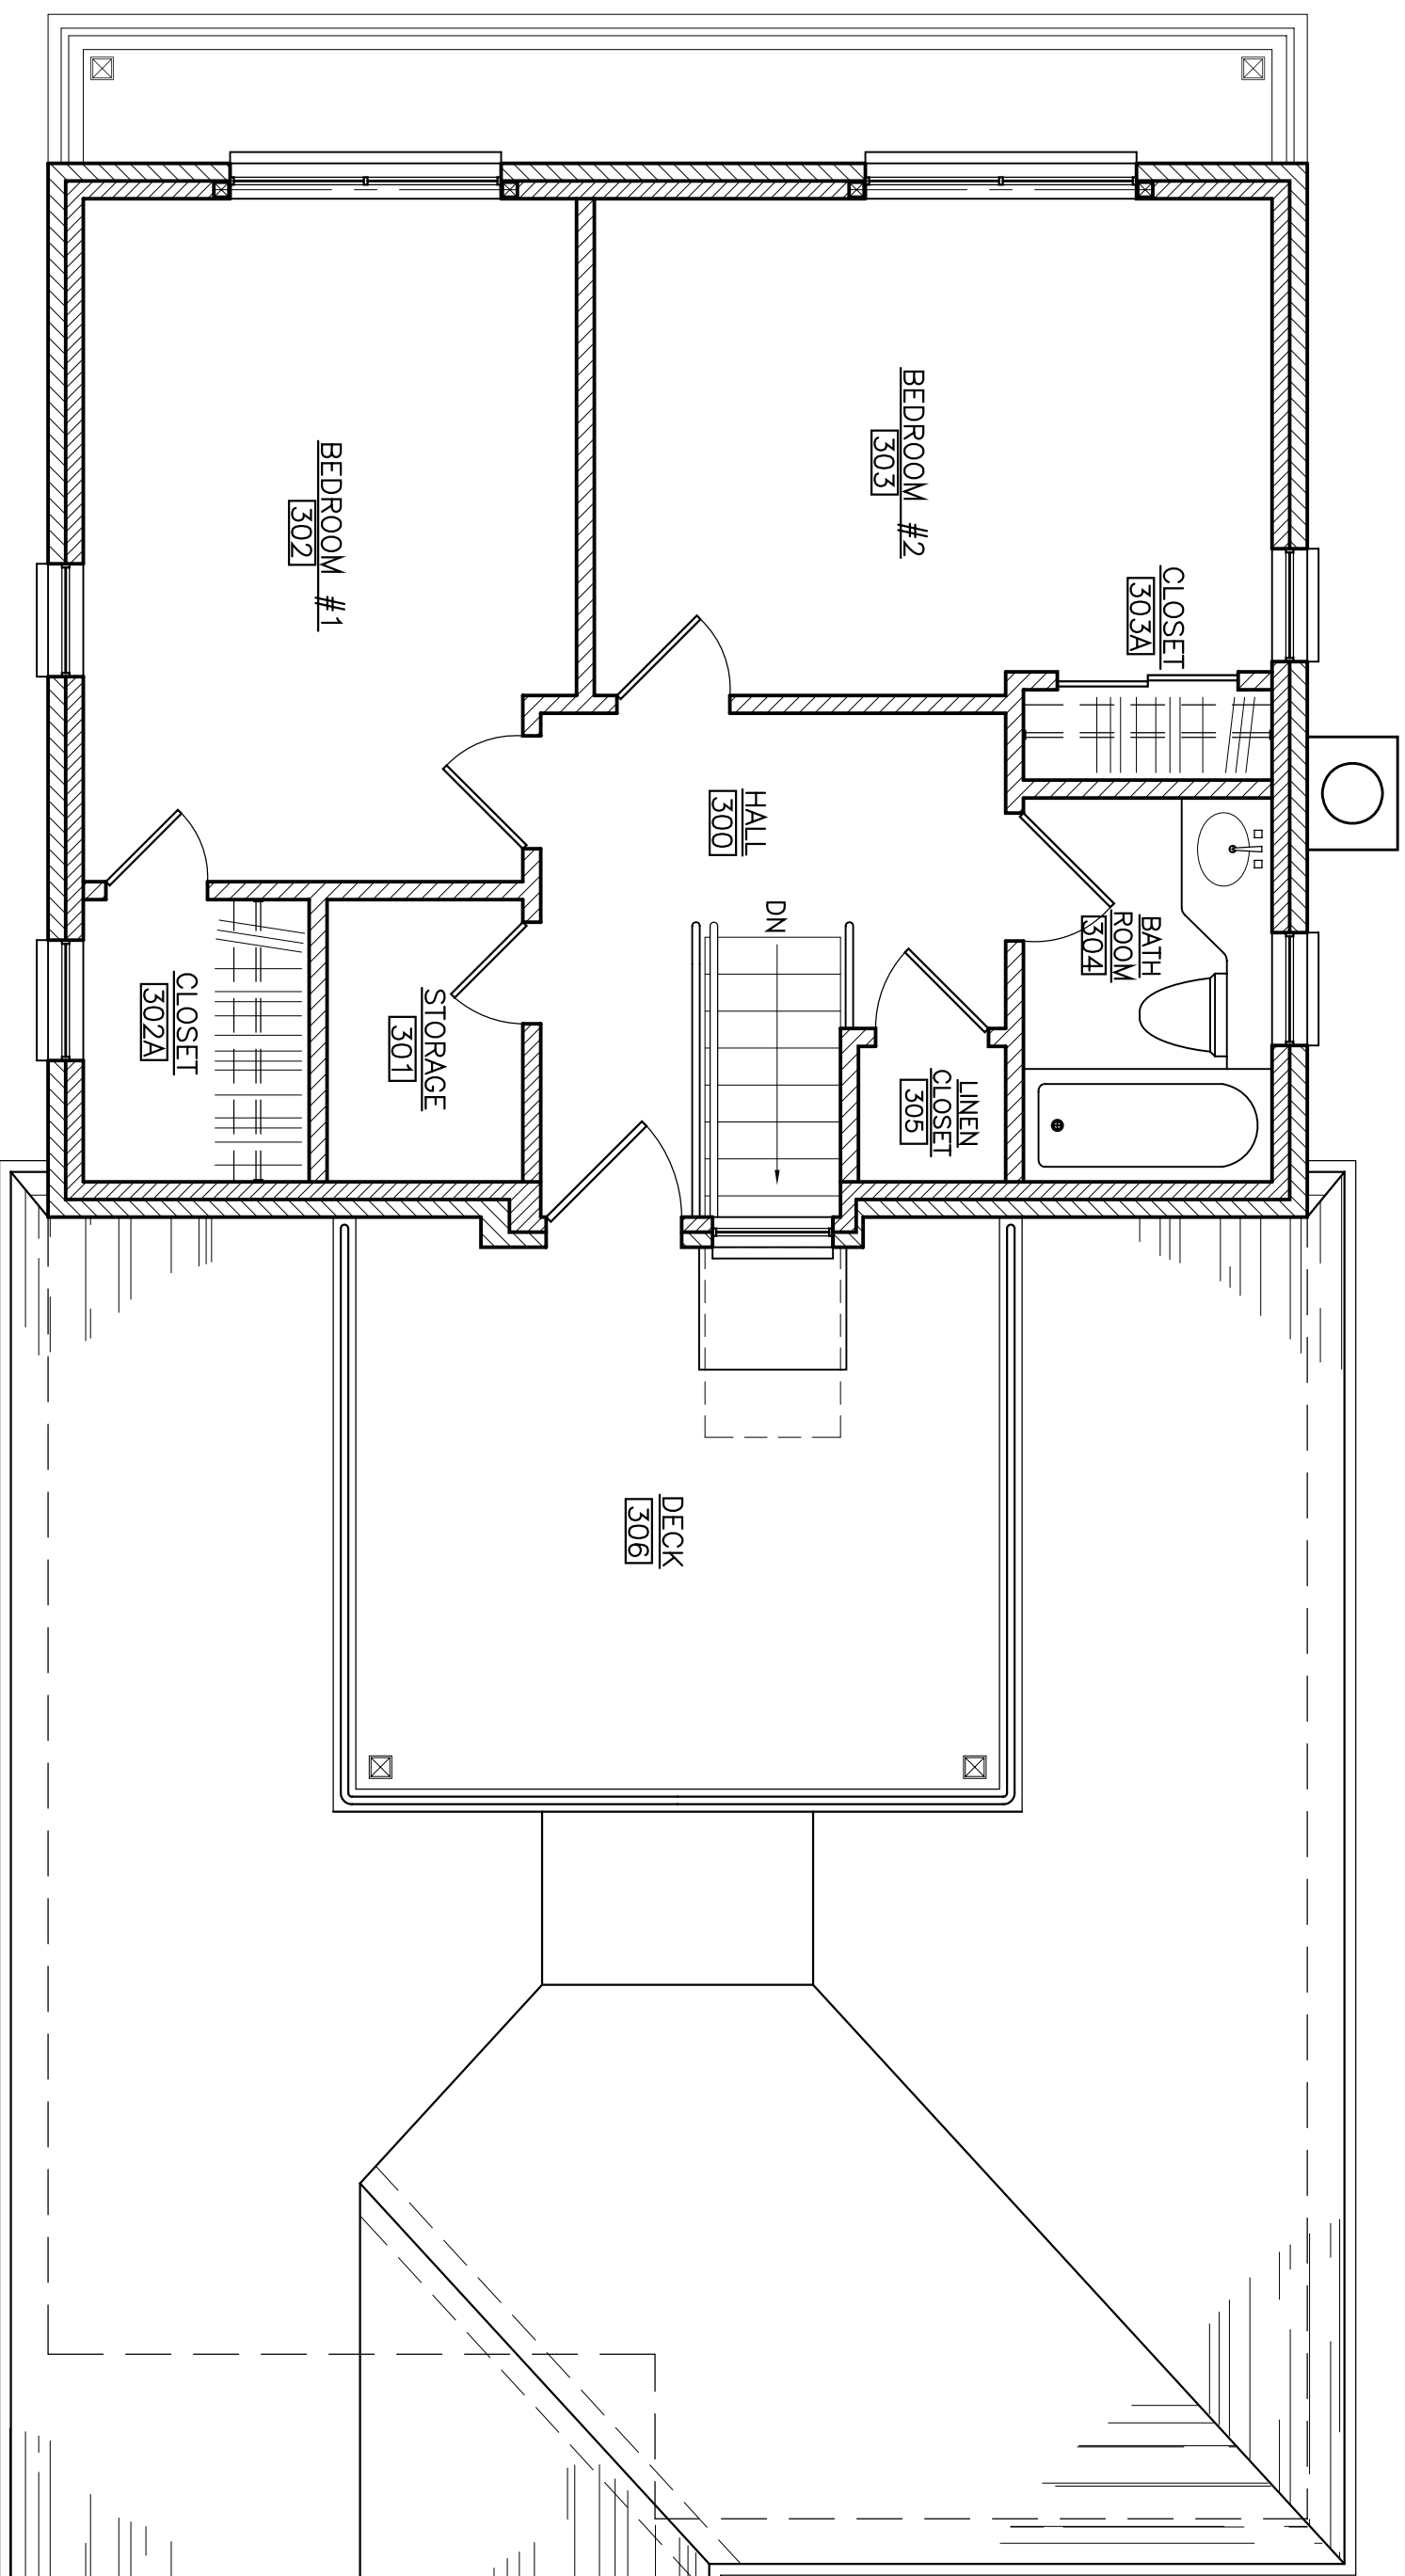 CLOSET
303A
BEDROOM #2
303
BEDROOM #1
302
BATH
ROOM
304
HALL
300
DN
LINEN
CLOSET
305
STORAGE
301
CLOSET
302A
DECK
306